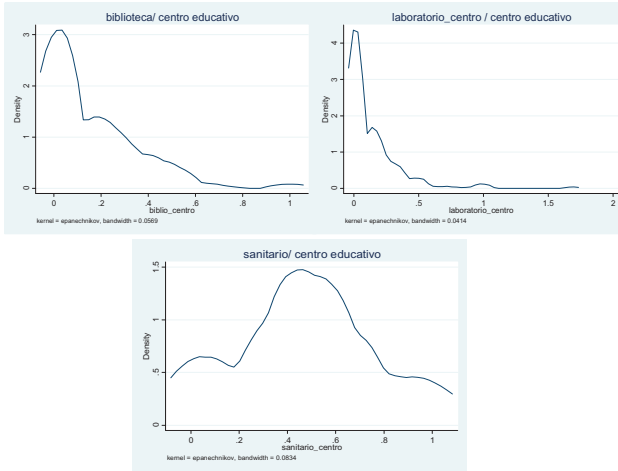 biblioteca/ centro educativo
Density
3
2
1
0
0
.2
.4
.6
.8
1
biblio_centro
kernel = epanechnikov, bandwidth = 0.0569
laboratorio_centro / centro educativo
Density
4
3
2
1
0
0
.5
1
1.5
2
laboratorio_centro
kernel = epanechnikov, bandwidth = 0.0414
sanitario/ centro educativo
Density
1.5
1
.5
0
0
.2
.4
.6
.8
1
sanitario_centro
kernel = epanechnikov, bandwidth = 0.0834